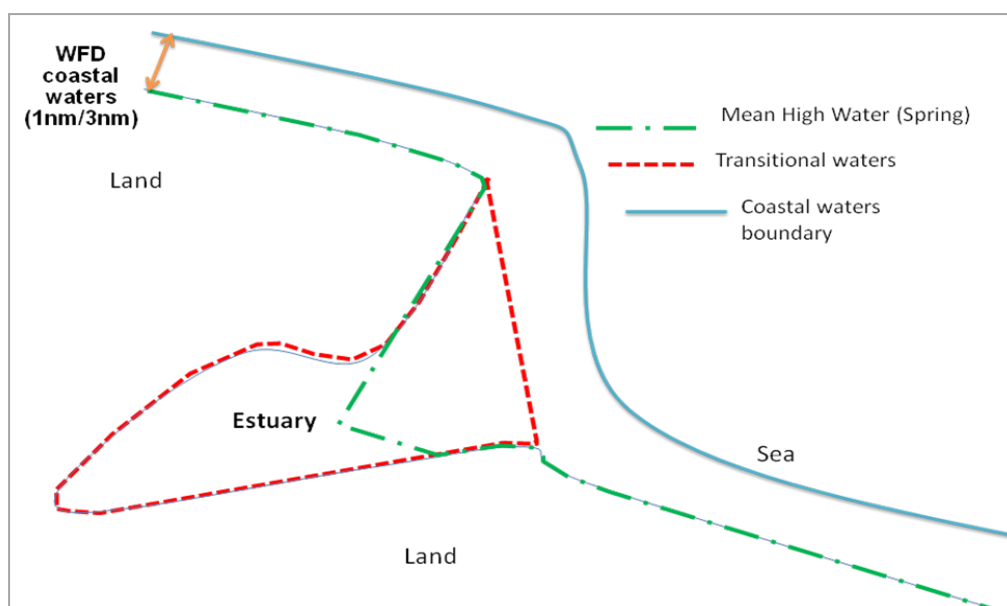 WFD
coastal
waters
(1nm/3nm)
Land
Mean High Water (Spring)
Transitional waters
Coastal waters
boundary
Estuary
Sea
Land